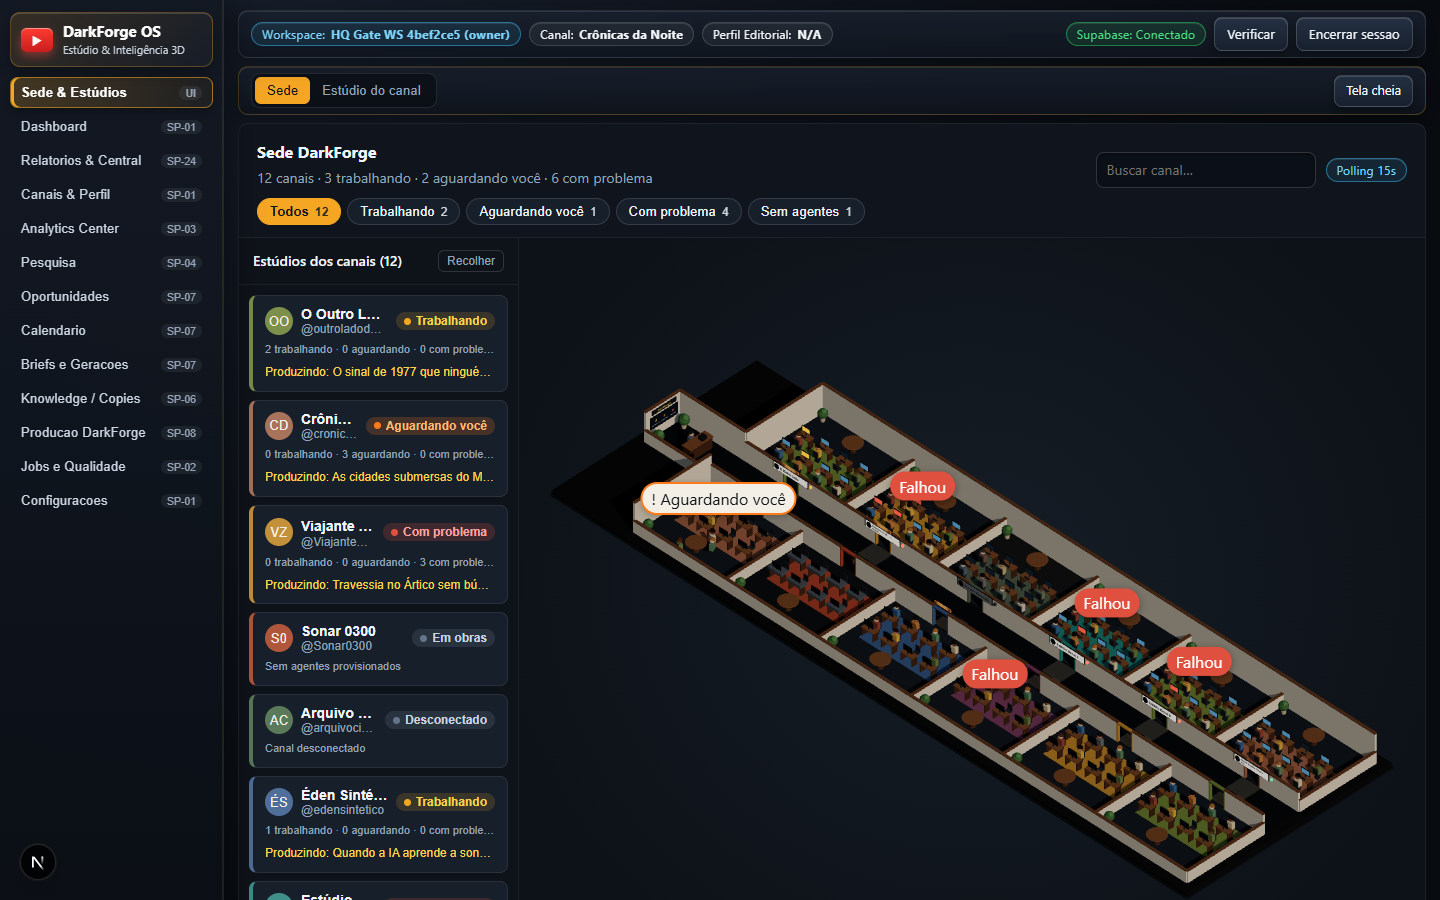 DarkForge OS
Estúdio & Inteligência 3D
Sede & Estúdios UI
Dashboard SP-01
Relatorios & Central SP-24
Canais & Perfil SP-01
Analytics Center SP-03
Pesquisa SP-04
Oportunidades SP-07
Calendario SP-07
Briefs e Geracoes SP-07
Knowledge / Copies SP-06
Producao DarkForge SP-08
Jobs e Qualidade SP-02
Configuracoes SP-01
N
Workspace: HQ Gate WS 4bef2ce5 (owner) Canal: Crônicas da Noite Perfil Editorial: N/A Supabase: Conectado Verificar Encerrar sessao
Sede Estúdio do canal Tela cheia
Sede DarkForge
12 canais · 3 trabalhando · 2 aguardando você · 6 com problema
Buscar canal... Polling 15s
Todos 12 Trabalhando 2 Aguardando você 1 Com problema 4 Sem agentes 1
Estúdios dos canais (12) Recolher
OO O Outro L... Trabalhando
@outroladod...
2 trabalhando · 0 aguardando · 0 com proble...
Produzindo: O sinal de 1977 que ningué...
CD Crôni... Aguardando você
@cronic...
0 trabalhando · 3 aguardando · 0 com proble...
Produzindo: As cidades submersas do M...
VZ Viajante ... Com problema
@Viajante...
0 trabalhando · 0 aguardando · 3 com proble...
Produzindo: Travessia no Ártico sem bú...
S0 Sonar 0300 Em obras
@Sonar0300
Sem agentes provisionados
AC Arquivo ... Desconectado
@arquivoci...
Canal desconectado
ÉS Éden Sinté... Trabalhando
@edensintetico
1 trabalhando · 0 aguardando · 0 com proble...
Produzindo: Quando a IA aprende a son...
Estúdio
Falhou
! Aguardando você
Falhou
Falhou
Falhou